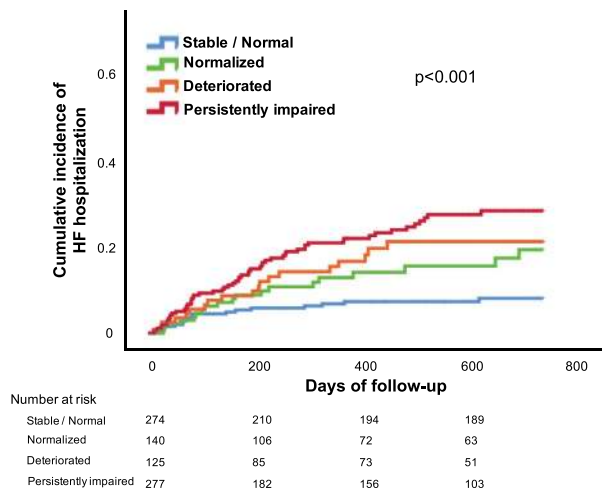 Stable / Normal
Normalized
Deteriorated
Persistently impaired
p<0.001
Cumulative incidence of
HF hospitalization
0.6
0.4
0.2
0
0 200 400 600 800
Days of follow-up
Number at risk
Stable / Normal 274 210 194 189
Normalized 140 106 72 63
Deteriorated 125 85 73 51
Persistently impaired 277 182 156 103